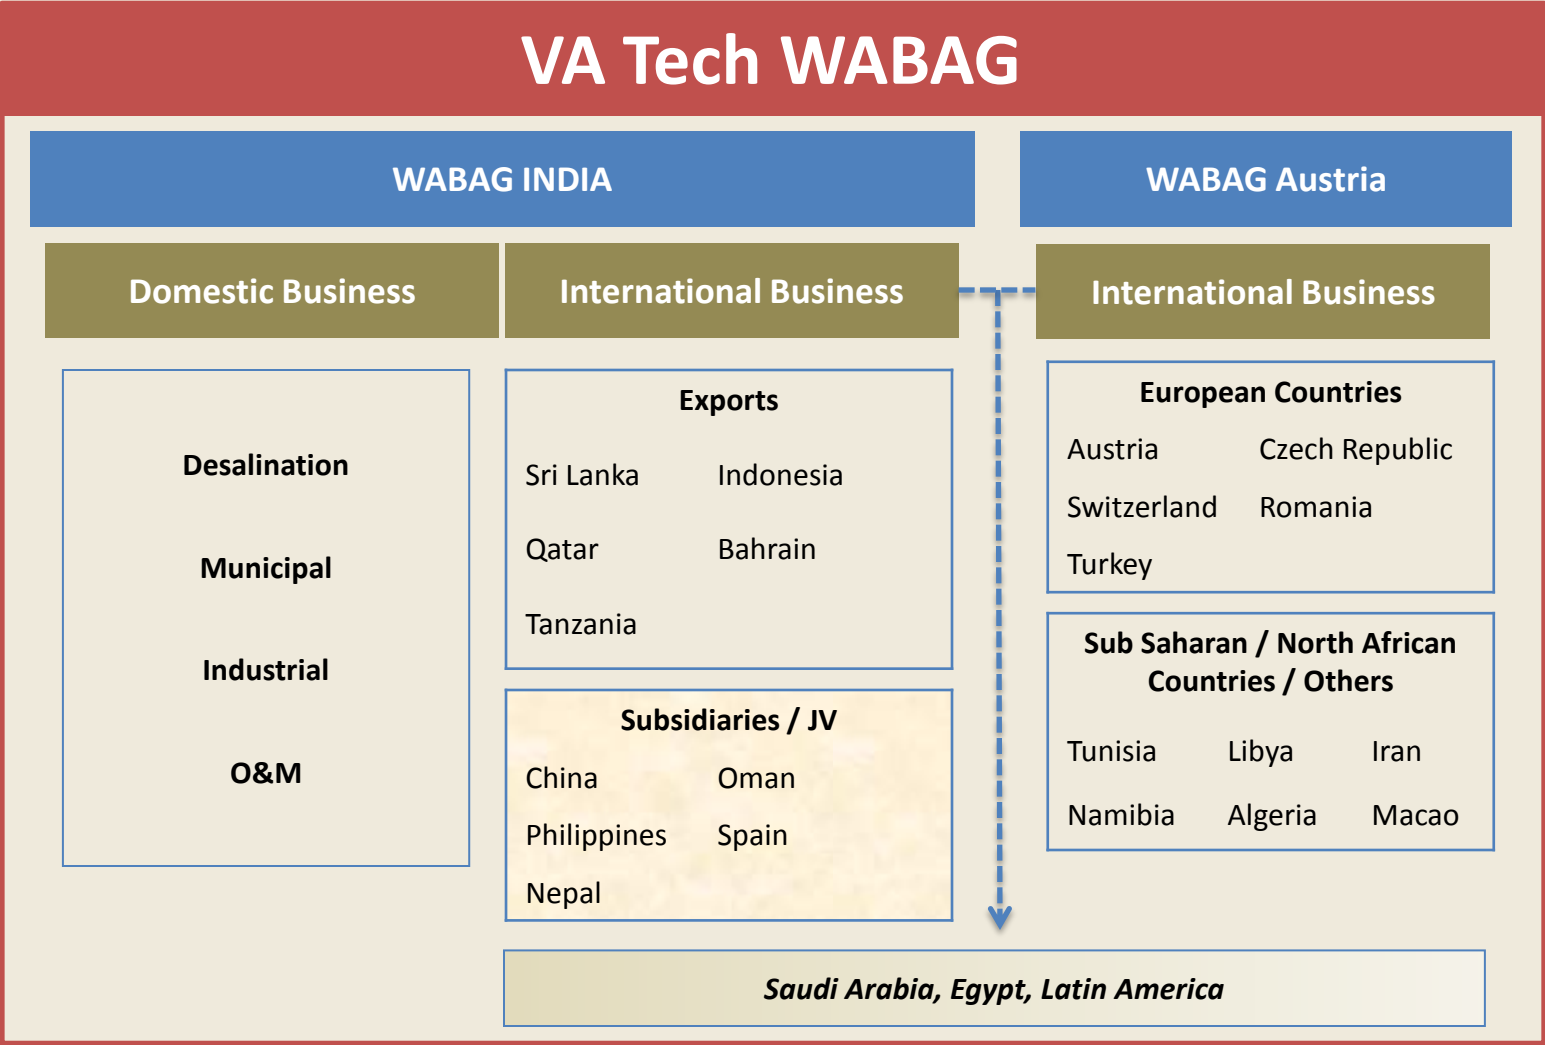 VA Tech WABAG
WABAG INDIA
WABAG Austria
Domestic Business
International Business
International Business
Desalination
Municipal
Industrial
O&M
Exports
Sri Lanka Indonesia
Qatar Bahrain
Tanzania
Subsidiaries / JV
China Oman
Philippines Spain
Nepal
European Countries
Austria Czech Republic
Switzerland Romania
Turkey
Sub Saharan / North African
Countries / Others
Tunisia Libya Iran
Namibia Algeria Macao
Saudi Arabia, Egypt, Latin America